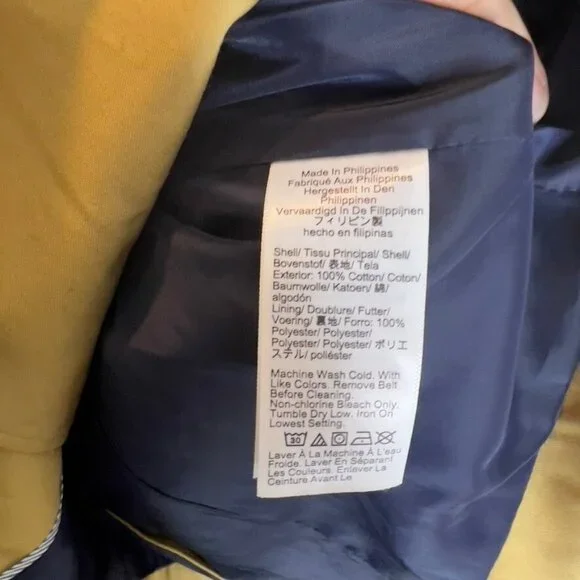 Made In Philippines
Fabriqué Aux Philippines
Hergestellt In Den
Philippinen
Vervaardigd In De Filippijnen
フィリピン製
hecho en filipinas
Shell/ Tissu Principal/ Shell/
Bovenstof/ 表地/ Tela
Exterior: 100% Cotton/ Coton/
Baumwolle/ Katoen/ 綿/
algodón
Lining/ Doublure/ Futter/
Voering/ 裏地/ Forro: 100%
Polyester/ Polyester/
Polyester/ Polyester/ ポリエ
ステル/ poliéster
Machine Wash Cold. With
Like Colors. Remove Belt
Before Cleaning.
Non-chlorine Bleach Only.
Tumble Dry Low. Iron On
Lowest Setting.
30
Laver À La Machine À L'eau
Froide. Laver En Séparant
Les Couleurs. Enlever La
Ceinture Avant Le